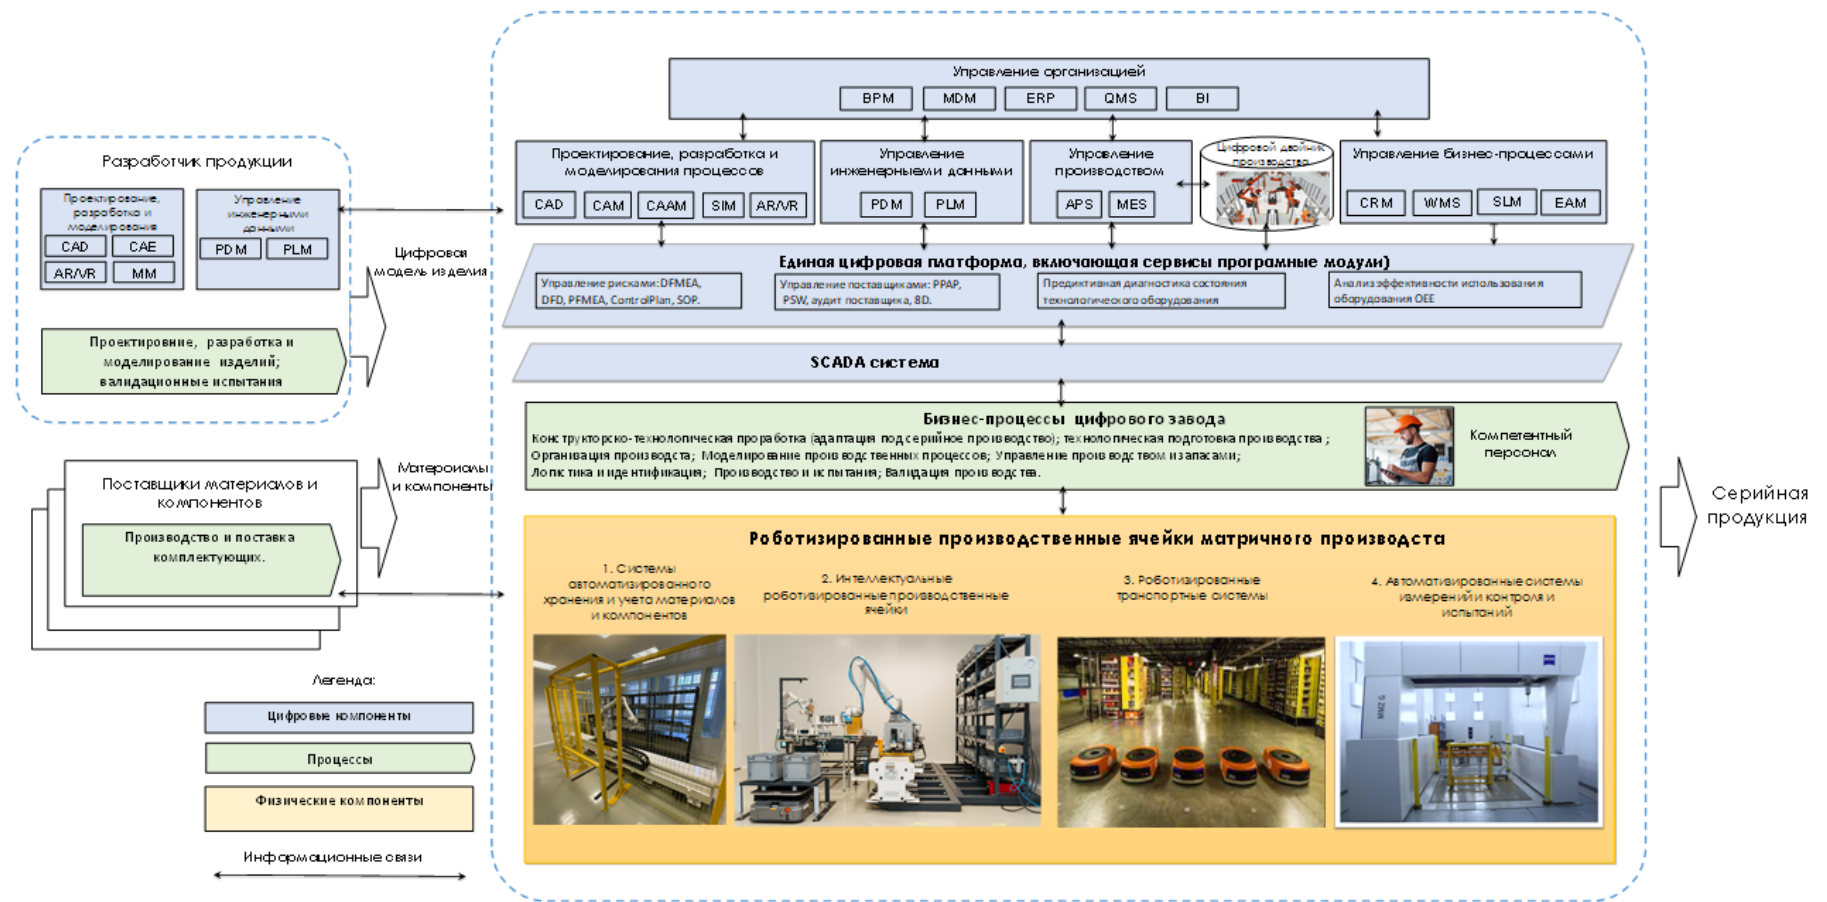 Управление организацией
BPM
MDM
ERP
QMS
BI
Разработчик продукции
Проектирование,
разработка и
моделирования
CAD
CAE
AR/VR
MM
Управление
инженерными
данными
PDM
PLM
Проектировние, разработка и
моделирование изделий;
валидационные испытания
Цифровая
модель изделия
Проектирование, разработка и
моделирования процессов
CAD
CAM
CAAM
SIM
AR/VR
Управление
инженерныеми данными
PDM
PLM
Управление
производством
APS
MES
Цифровой двойник
производства
Управление бизнес-процессами
CRM
WMS
SLM
EAM
Единая цифровая платформа, включающая сервисы програмные модули)
Управление рисками: DFMEA,
DFD, PFMEA, ControlPlan, SOP.
Управление поставщиками: PPAP,
PSW, аудит поставщика, 8D.
Предиктивная диагностика состояния
технологического оборудования
Анализ эффективности использования
оборудования OEE
SCADA система
Бизнес-процессы цифрового завода
Конструкторско-технологическая проработка (адаптация под серийное производство); технологическая подготовка производства ;
Организация производста; Моделирование производственных процессов; Управление производством и запасами;
Логистика и идентификация; Производство и испытания; Валидация производства.
Компетентный
персонал
Поставщики материалов и
компонентов
Производство и поставка
комплектующих.
Матероиалы
и компоненты
Роботизированные производственные ячейки матричного производста
1. Системы
автоматизированного
хранения и учета материалов
и компонентов
2. Интеллектуальные
роботизированные производственные
ячейки
3. Роботизированные
транспортные системы
4. Автоматизированные системы
измерений и контроля и
испытаний
Серийная
продукция
Легенда:
Цифровые компоненты
Процессы
Физические компоненты
Информационные связи